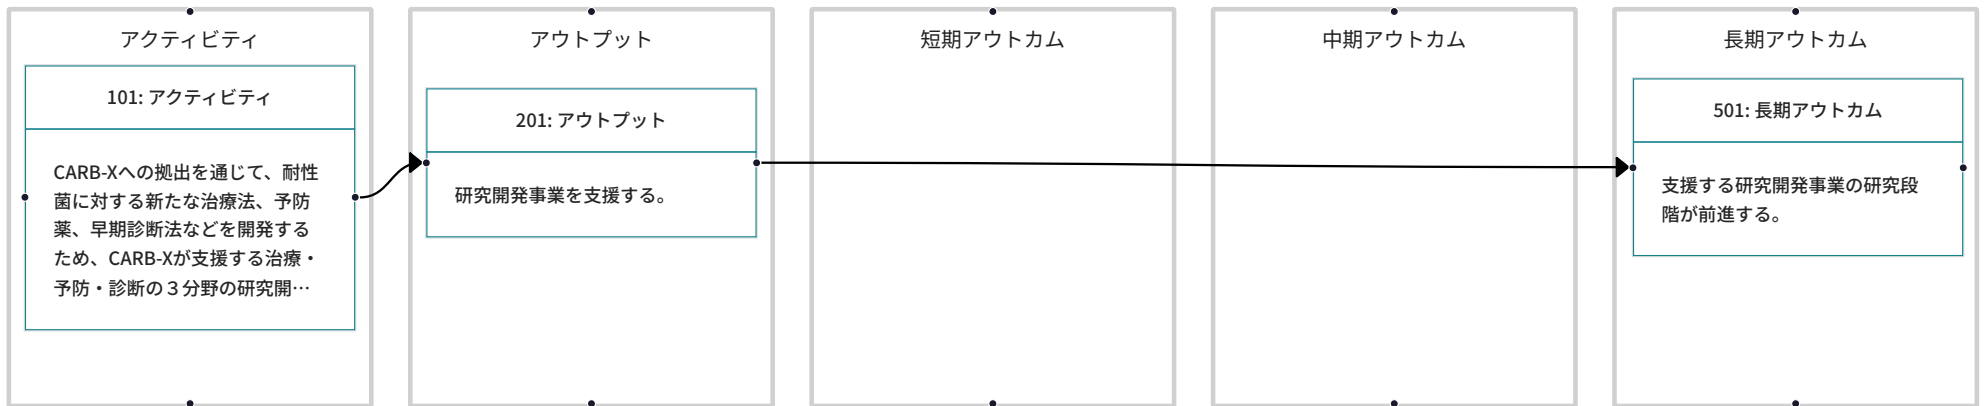 アクティビティ
101: アクティビティ
CARB-Xへの拠出を通じて、耐性
菌に対する新たな治療法、予防
薬、早期診断法などを開発する
ため、CARB-Xが支援する治療・
予防・診断の３分野の研究開…
アウトプット
201: アウトプット
研究開発事業を支援する。
短期アウトカム
中期アウトカム
長期アウトカム
501: 長期アウトカム
支援する研究開発事業の研究段
階が前進する。